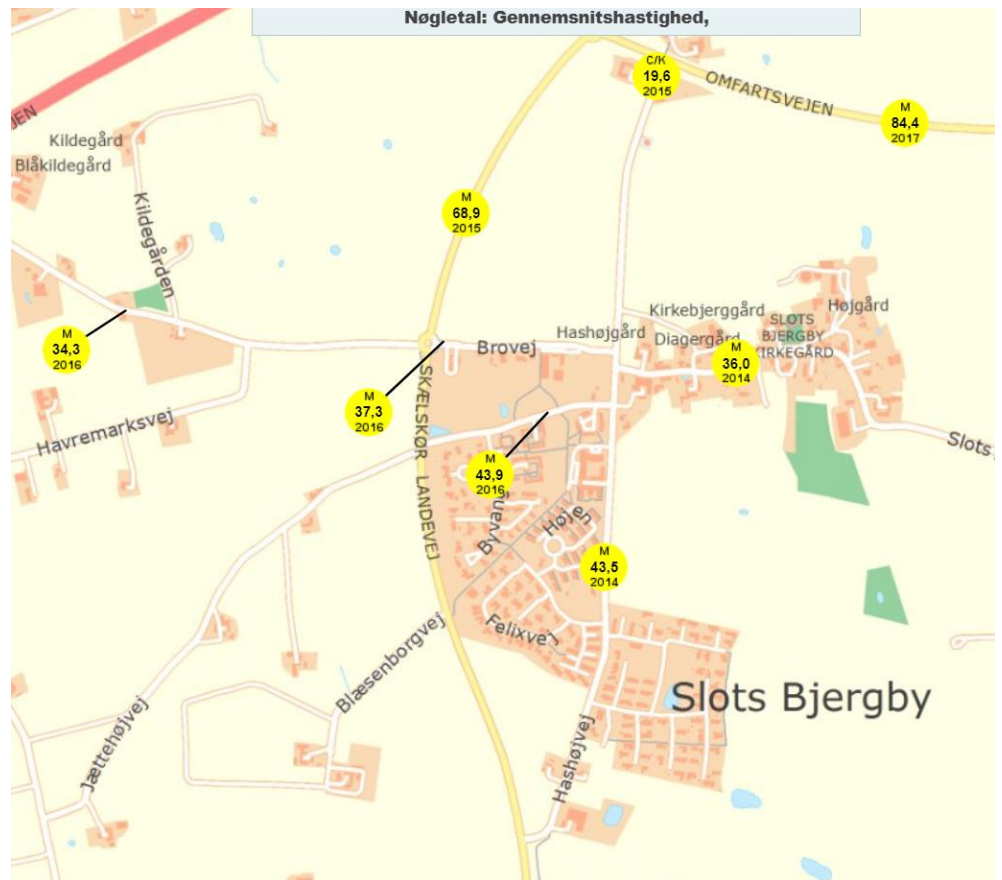 Nøgletal: Gennemsnitshastighed,
C/K
19,6
2015
OMFARTSVEJEN
M
84,4
2017
JEN
Kildegård
Blåkildegård
Kildegården
M
68,9
2015
M
34,3
2016
Kirkebjerggård
Højgård
Hashøjgård
Diagergård
SLOTS
BJERGBY
KIRKEGÅRD
M
36,0
2014
Brovej
M
37,3
2016
SKÆLSKØR LANDEVEJ
Havremarksvej
Slots
M
43,9
2016
Byvang
Høje
M
43,5
2014
Felixvej
Blæsenborgvej
Slots Bjergby
Jættehøjvej
Hashøjvej